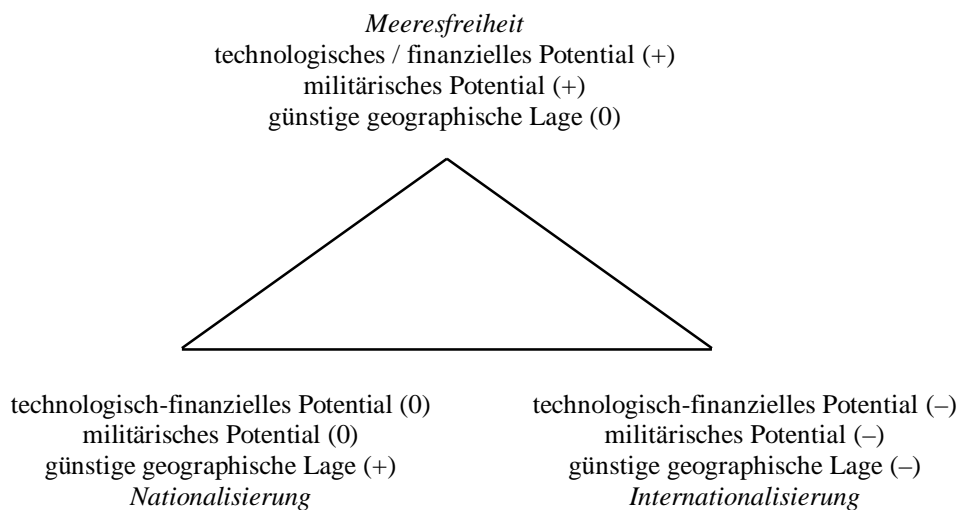 Meeresfreiheit
technologisches / finanzielles Potential (+)
militärisches Potential (+)
günstige geographische Lage (0)
technologisch-finanzielles Potential (0)
militärisches Potential (0)
günstige geographische Lage (+)
Nationalisierung
technologisch-finanzielles Potential (–)
militärisches Potential (–)
günstige geographische Lage (–)
Internationalisierung